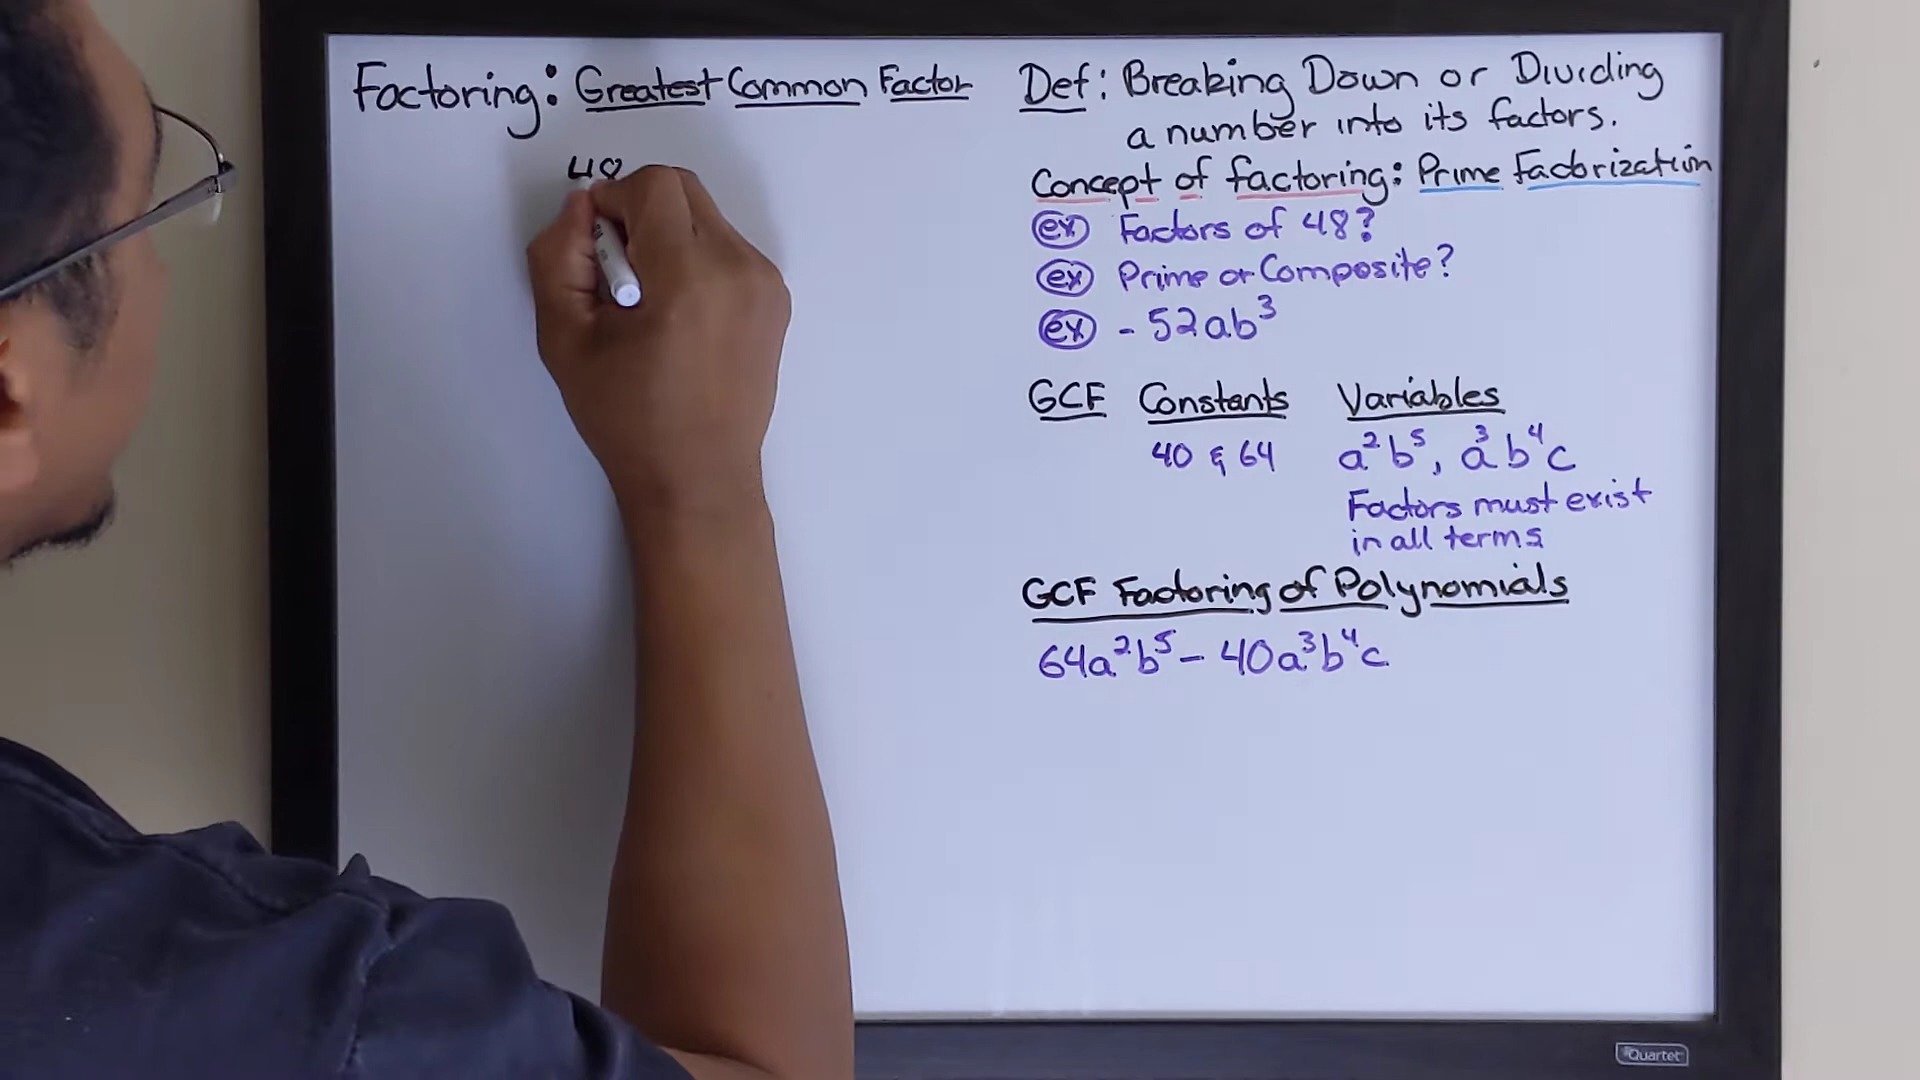 Factoring: Greatest Common Factor
48
Def: Breaking Down or Dividing
a number into its factors.
Concept of factoring: Prime Factorization
ex Factors of 48?
ex Prime or Composite?
ex - 52ab³
GCF Constants Variables
40 & 64 a²b⁵, a³b⁴c
Factors must exist
in all terms
GCF Factoring of Polynomials
64a²b⁵ - 40a³b⁴c
Quartet